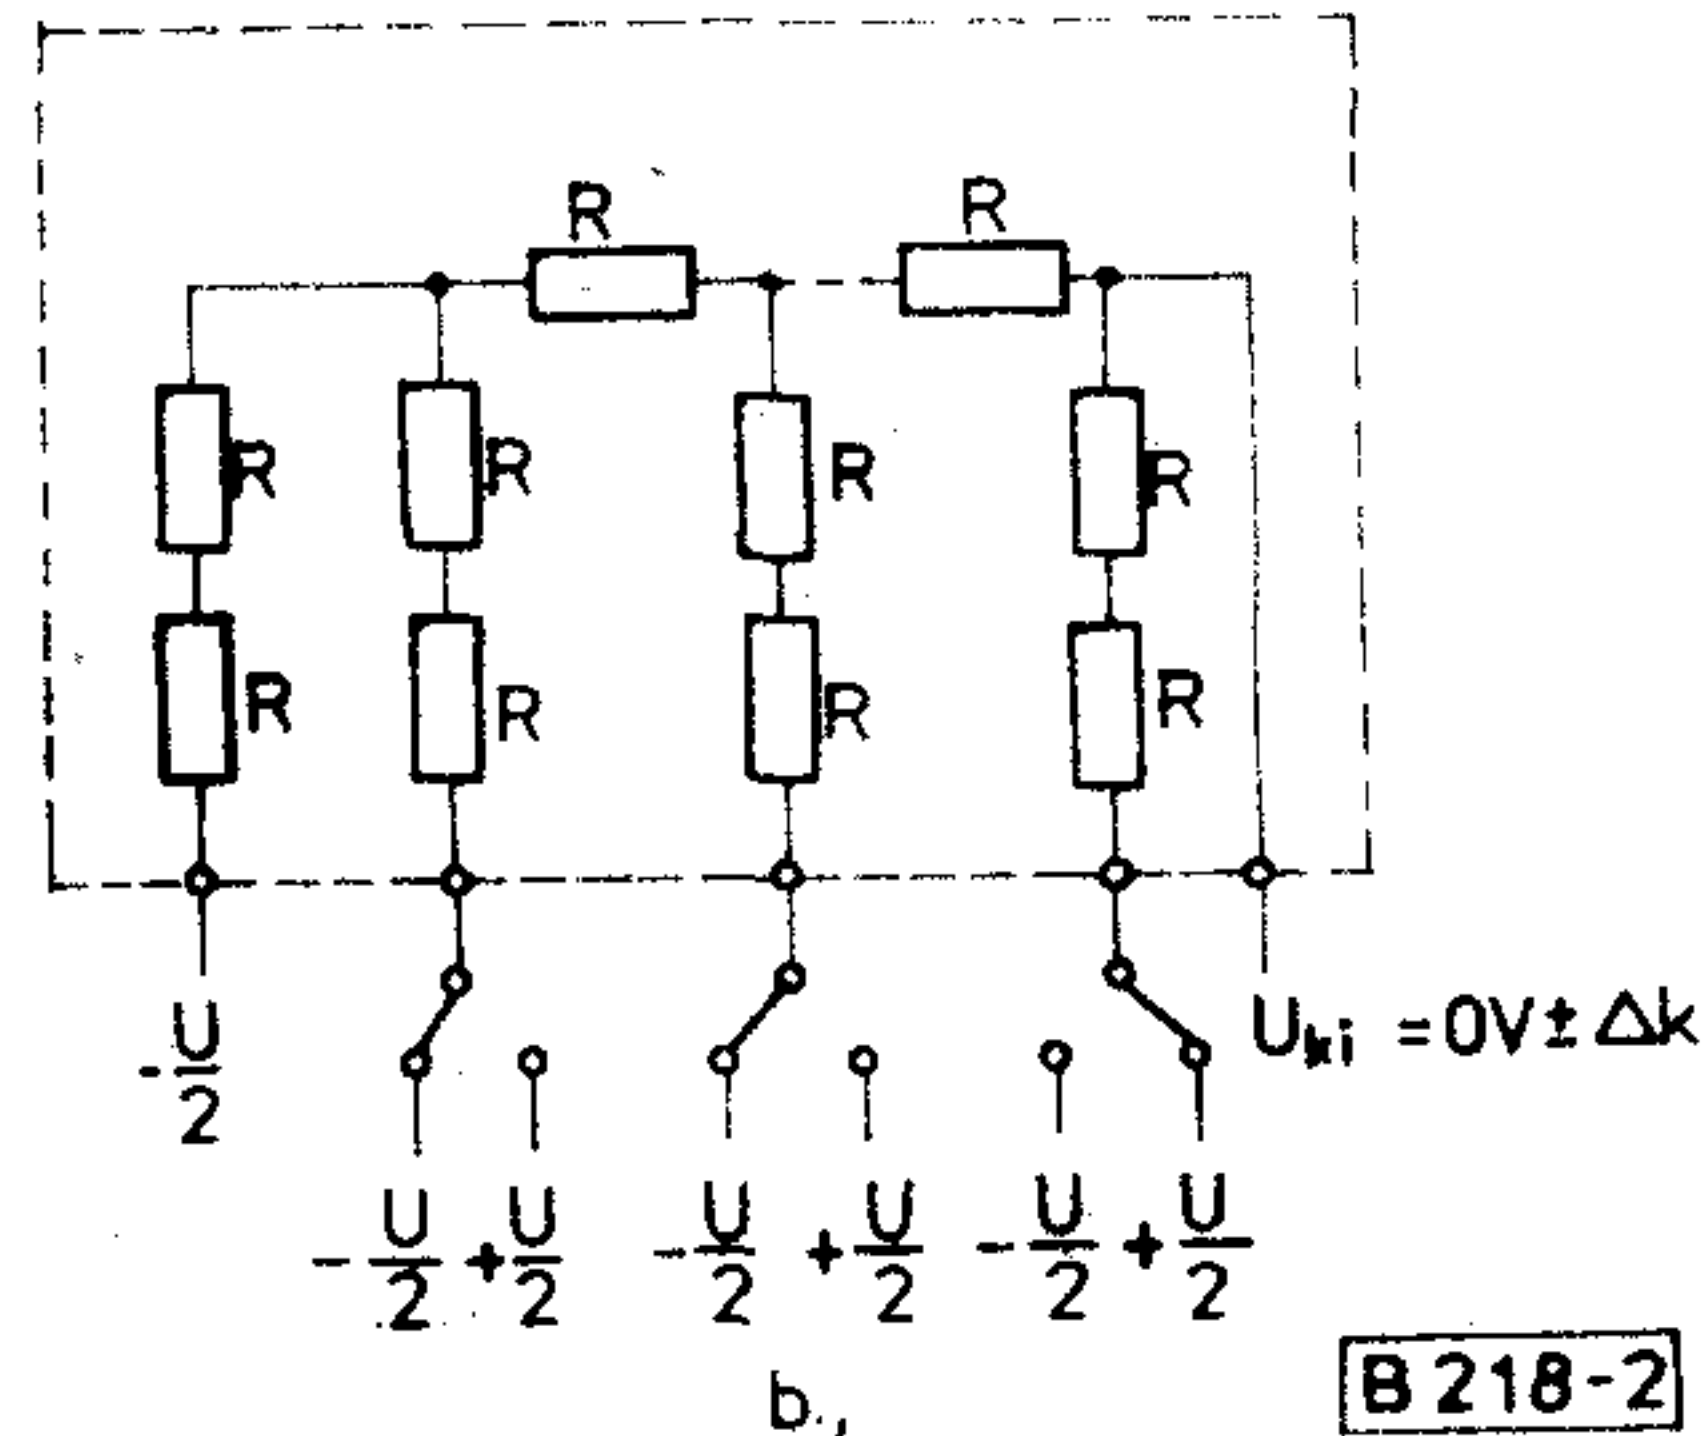 R R
R R R R
R R R R
-U/2
U_ki = 0V ± Δk
-U/2 +U/2 -U/2 +U/2 -U/2 +U/2
b.,
B 218-2